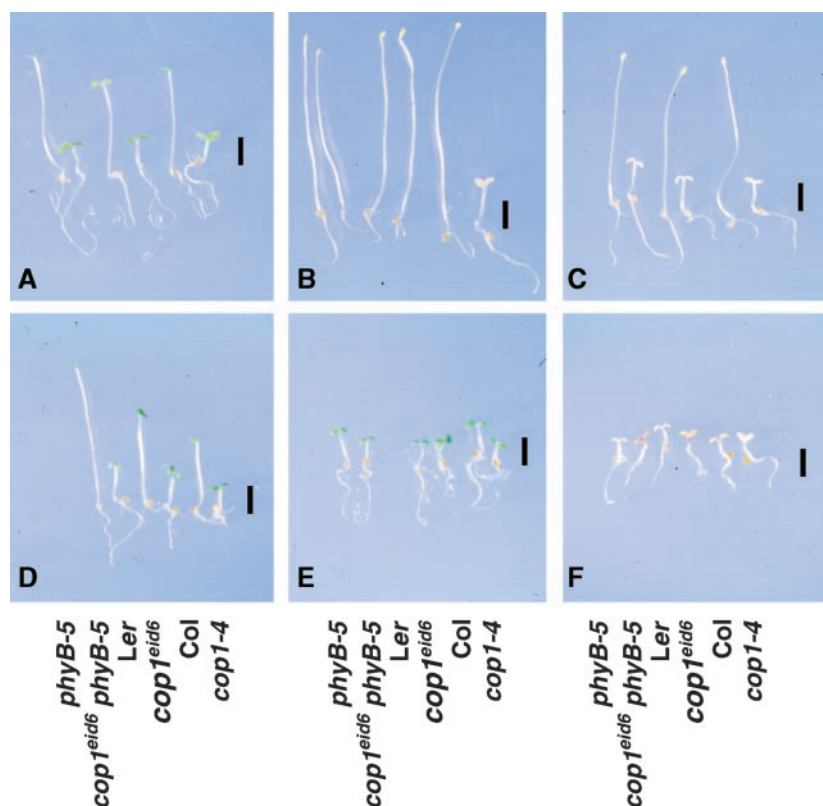 A
B
C
D
E
F
phyB-5
cop1eid6 phyB-5
Ler
cop1eid6
Col
cop1-4
phyB-5
cop1eid6 phyB-5
Ler
cop1eid6
Col
cop1-4
phyB-5
cop1eid6 phyB-5
Ler
cop1eid6
Col
cop1-4